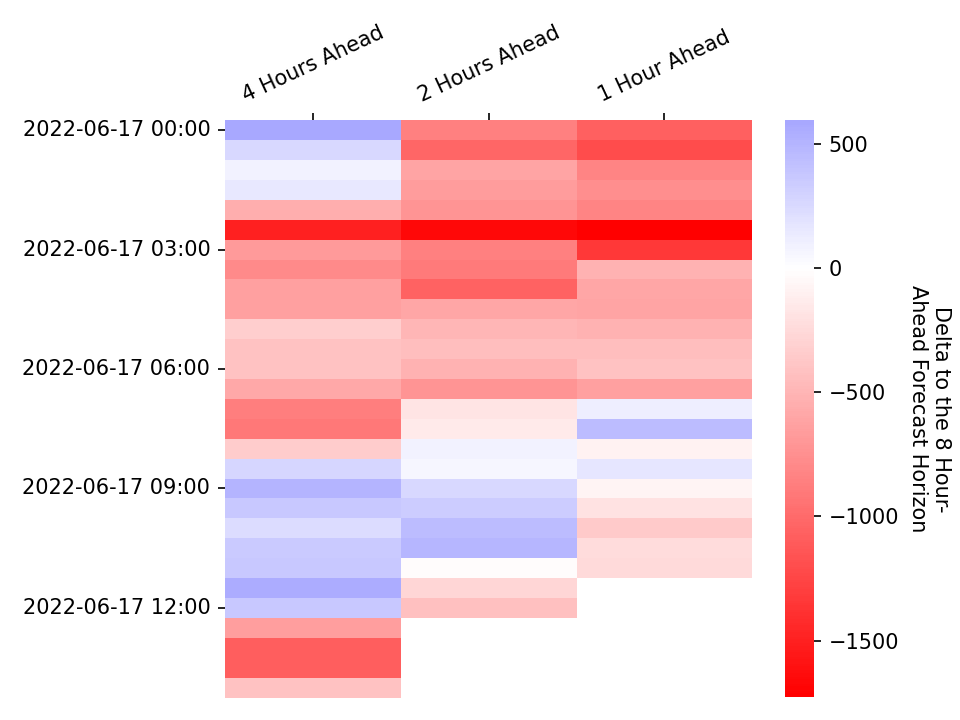 4 Hours Ahead
2 Hours Ahead
1 Hour Ahead
2022-06-17 00:00
2022-06-17 03:00
2022-06-17 06:00
2022-06-17 09:00
2022-06-17 12:00
500
0
−500
−1000
−1500
Delta to the 8 Hour-
Ahead Forecast Horizon